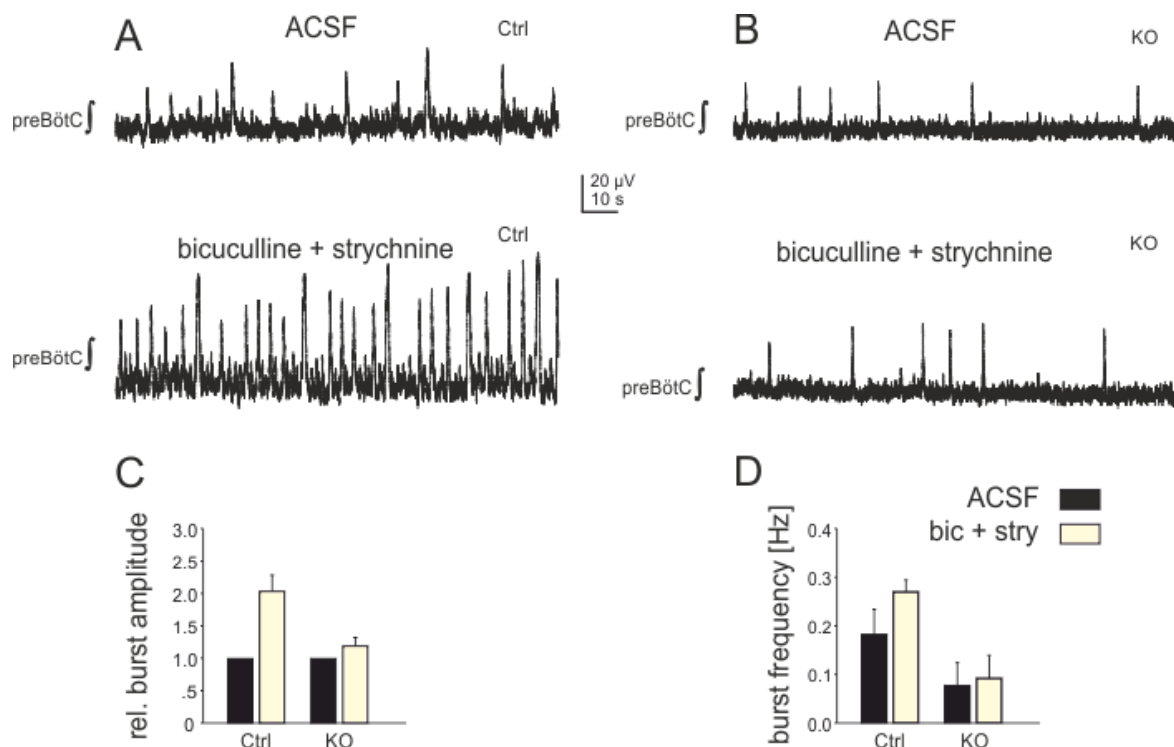 A
ACSF
Ctrl
preBötC∫
B
ACSF
KO
preBötC∫
20 µV
10 s
bicuculline + strychnine
Ctrl
preBötC∫
bicuculline + strychnine
KO
preBötC∫
C
rel. burst amplitude
3.0
2.5
2.0
1.5
1.0
.5
0
Ctrl
KO
D
ACSF
bic + stry
burst frequency [Hz]
0.4
0.3
0.2
0.1
0.0
Ctrl
KO